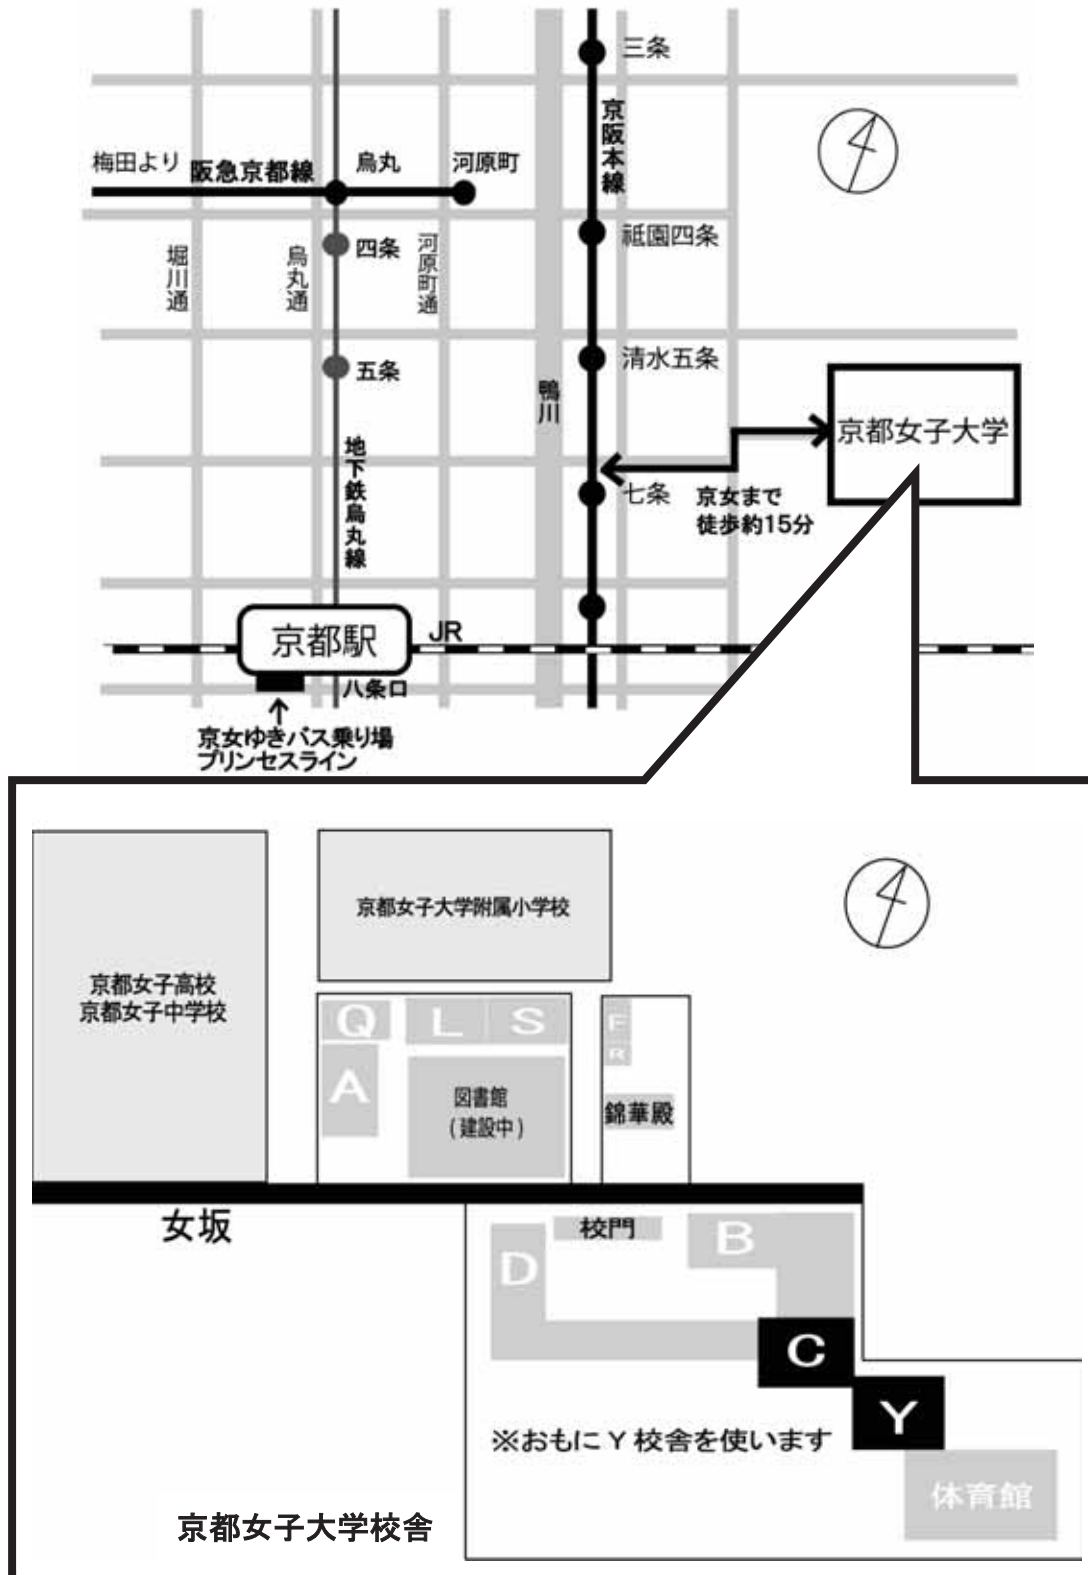 三条
京阪本線
梅田より
阪急京都線
烏丸
河原町
祇園四条
四条
堀川通
烏丸通
河原町通
清水五条
五条
鴨川
京都女子大学
地下鉄烏丸線
七条
京女まで
徒歩約15分
京都駅
JR
八条口
京女ゆきバス乗り場
プリンセスライン
京都女子大学附属小学校
京都女子高校
京都女子中学校
Q
L
S
F
R
A
図書館
(建設中)
錦華殿
女坂
校門
B
D
C
Y
※おもにY校舎を使います
体育館
京都女子大学校舎